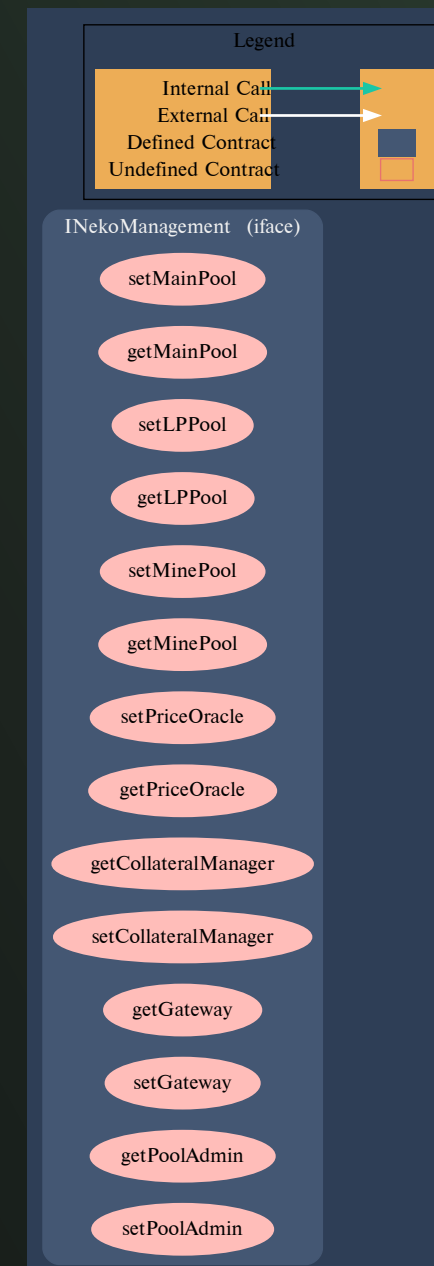 Legend
Internal Call
External Call
Defined Contract
Undefined Contract
INekoManagement (iface)
setMainPool
getMainPool
setLPPool
getLPPool
setMinePool
getMinePool
setPriceOracle
getPriceOracle
getCollateralManager
setCollateralManager
getGateway
setGateway
getPoolAdmin
setPoolAdmin